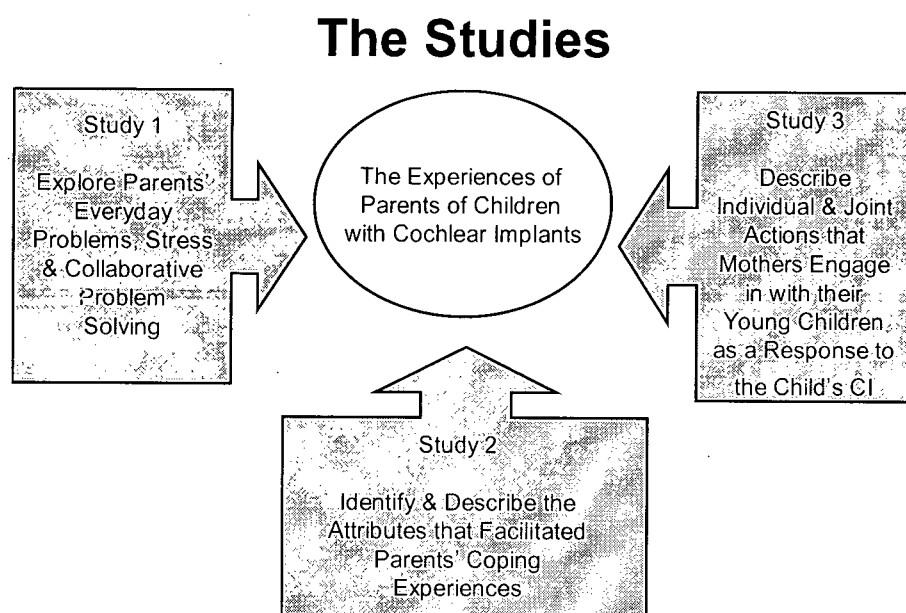 The Studies
Study 1
Explore Parents'
Everyday
Problems, Stress
& Collaborative
Problem
Solving
The Experiences of
Parents of Children
with Cochlear Implants
Study 3
Describe
Individual & Joint
Actions that
Mothers Engage
in with their
Young Children
as a Response to
the Child's CI
Study 2
Identify & Describe the
Attributes that Facilitated
Parents' Coping
Experiences